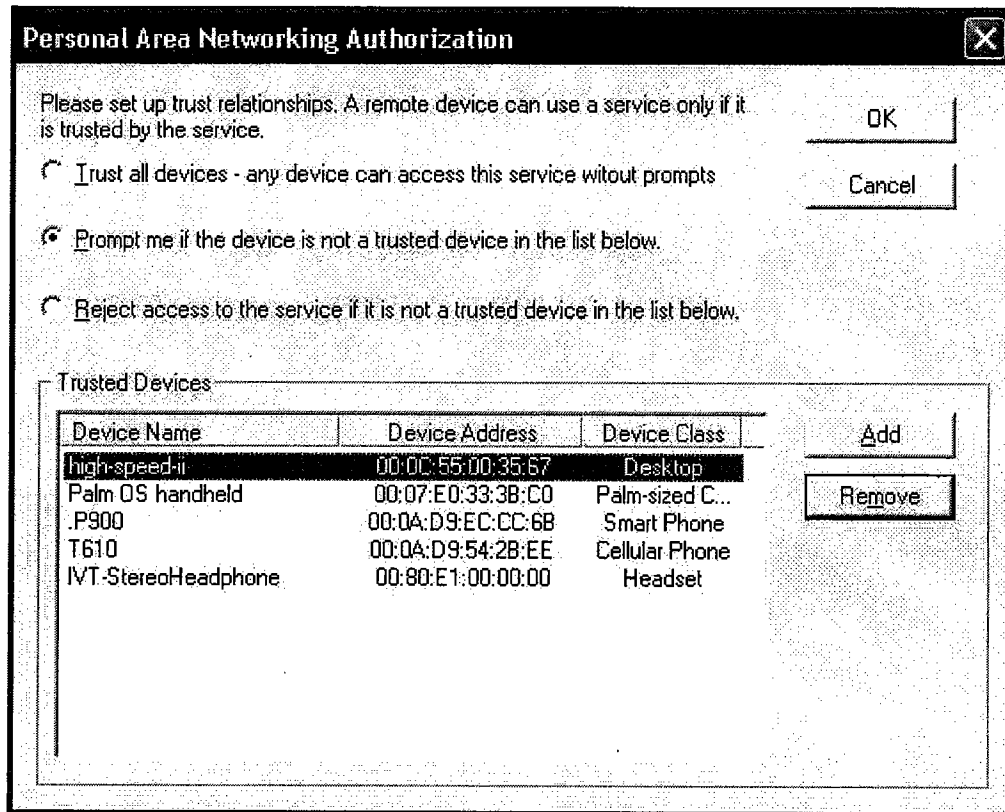 Personal Area Networking Authorization
Please set up trust relationships. A remote device can use a service only if it
is trusted by the service.
OK
Cancel
Trust all devices - any device can access this service witout prompts
Prompt me if the device is not a trusted device in the list below.
Reject access to the service if it is not a trusted device in the list below.
Trusted Devices
Device Name Device Address Device Class
high-speed-ii 00:0C:55:00:35:67 Desktop
Palm OS handheld 00:07:E0:33:3B:C0 Palm-sized C...
.P900 00:0A:D9:EC:CC:6B Smart Phone
T610 00:0A:D9:54:2B:EE Cellular Phone
IVT-StereoHeadphone 00:80:E1:00:00:00 Headset
Add
Remove